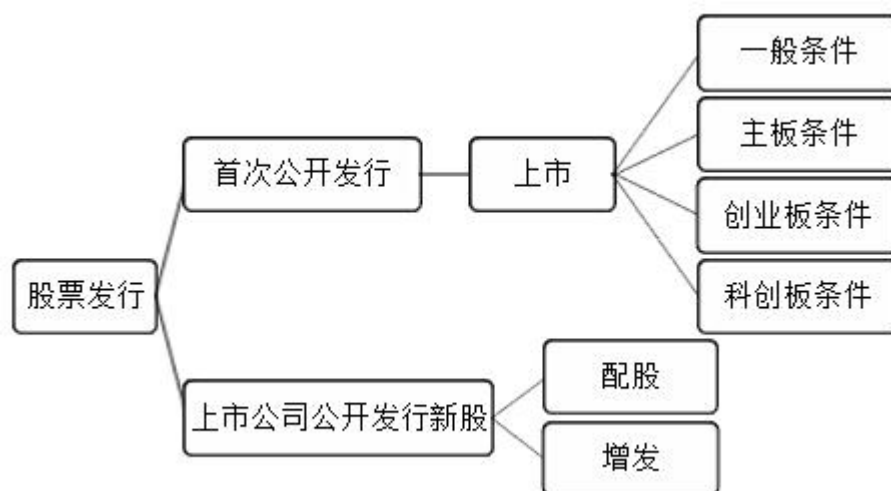 一般条件
主板条件
首次公开发行
上市
创业板条件
股票发行
科创板条件
配股
上市公司公开发行新股
增发